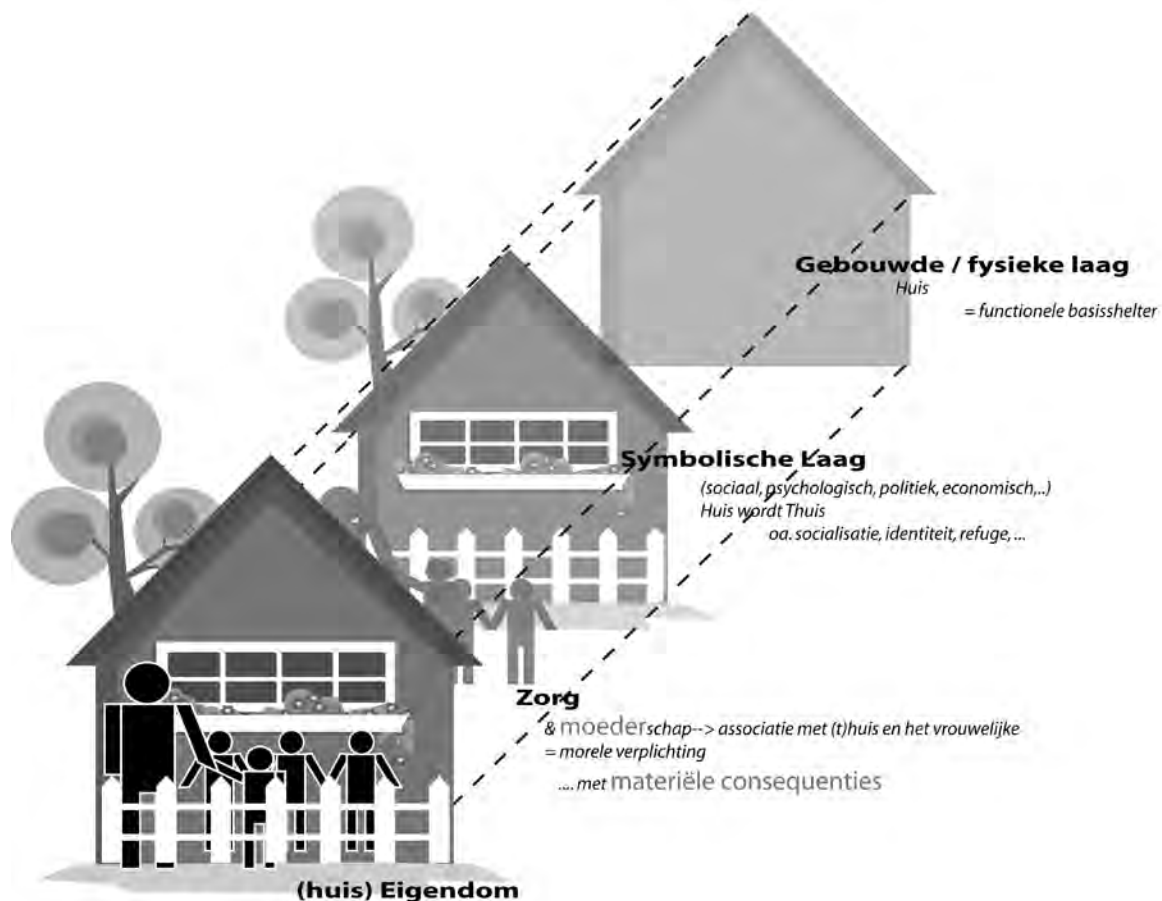 Gebouwde / fysieke laag
Huis
= functionele basisshelter
Symbolische Laag
(sociaal, psychologisch, politiek, economisch,..)
Huis wordt Thuis
oa. socialisatie, identiteit, refuge, ...
Zorg
& moederschap--> associatie met (t)huis en het vrouwelijke
= morele verplichting
.... met materiële consequenties
(huis) Eigendom